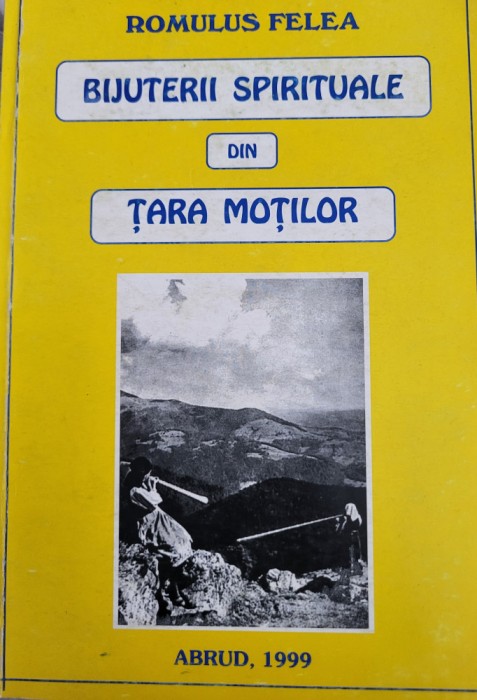 ROMULUS FELEA
BIJUTERII SPIRITUALE
DIN
ȚARA MOȚILOR
ABRUD, 1999